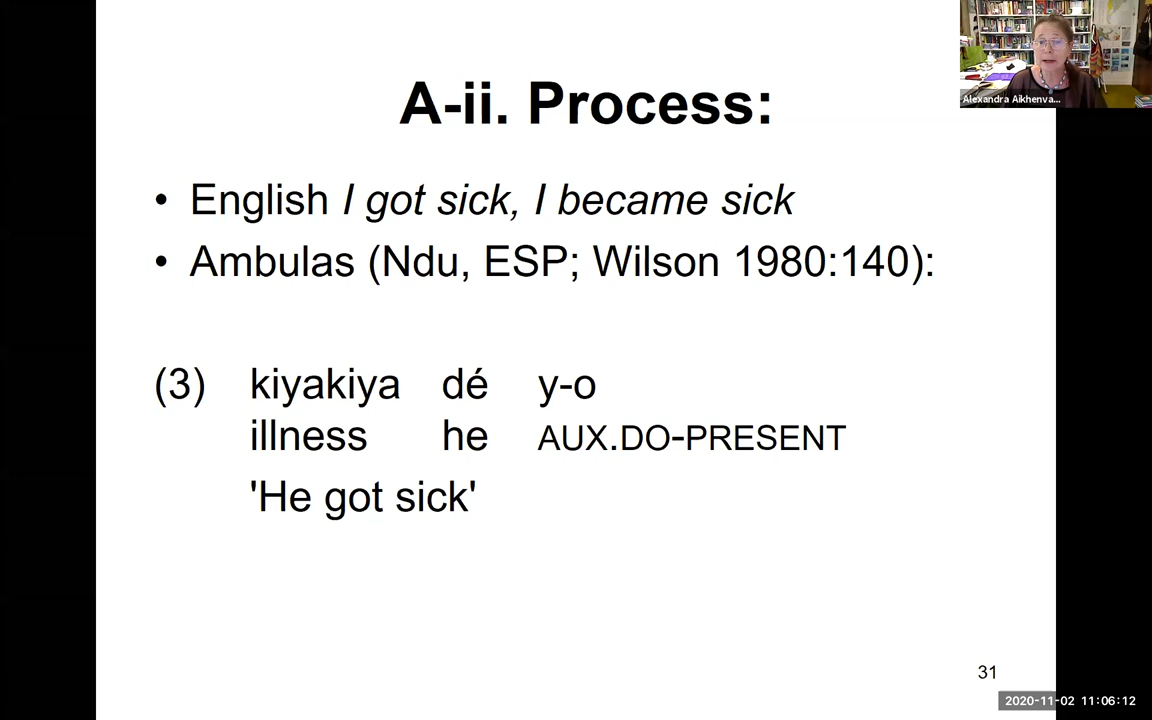 A-ii. Process:
• English I got sick, I became sick
• Ambulas (Ndu, ESP; Wilson 1980:140):
(3) kiyakiya dé y-o
illness he AUX.DO-PRESENT
'He got sick'
31
Alexandra Aikhenva...
2020-11-02 11:06:12